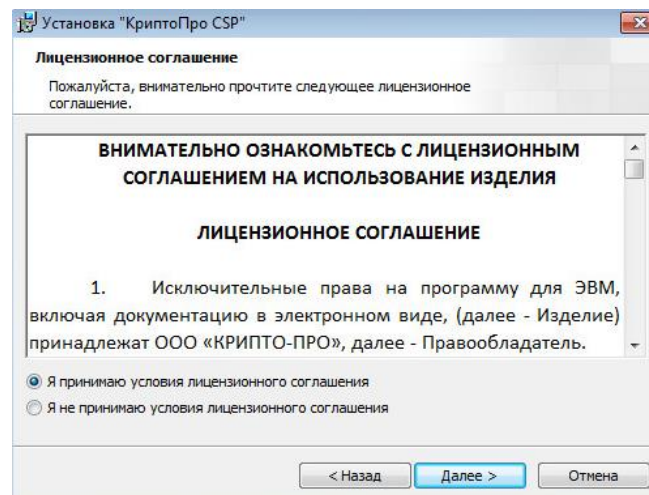 Установка "КриптоПро CSP"
Лицензионное соглашение
Пожалуйста, внимательно прочтите следующее лицензионное
соглашение.
ВНИМАТЕЛЬНО ОЗНАКОМЬТЕСЬ С ЛИЦЕНЗИОННЫМ
СОГЛАШЕНИЕМ НА ИСПОЛЬЗОВАНИЕ ИЗДЕЛИЯ
ЛИЦЕНЗИОННОЕ СОГЛАШЕНИЕ
1. Исключительные права на программу для ЭВМ,
включая документацию в электронном виде, (далее - Изделие)
принадлежат ООО «КРИПТО-ПРО», далее - Правообладатель.
Я принимаю условия лицензионного соглашения
Я не принимаю условия лицензионного соглашения
< Назад Далее > Отмена